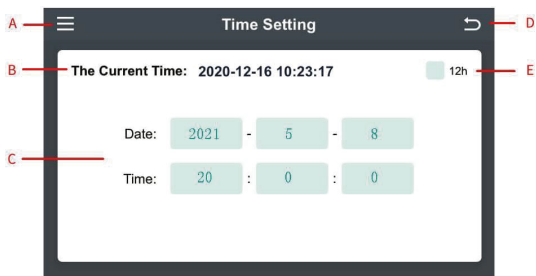 A Time Setting D
B The Current Time: 2020-12-16 10:23:17 12h E
Date: 2021 - 5 - 8
C
Time: 20 : 0 : 0